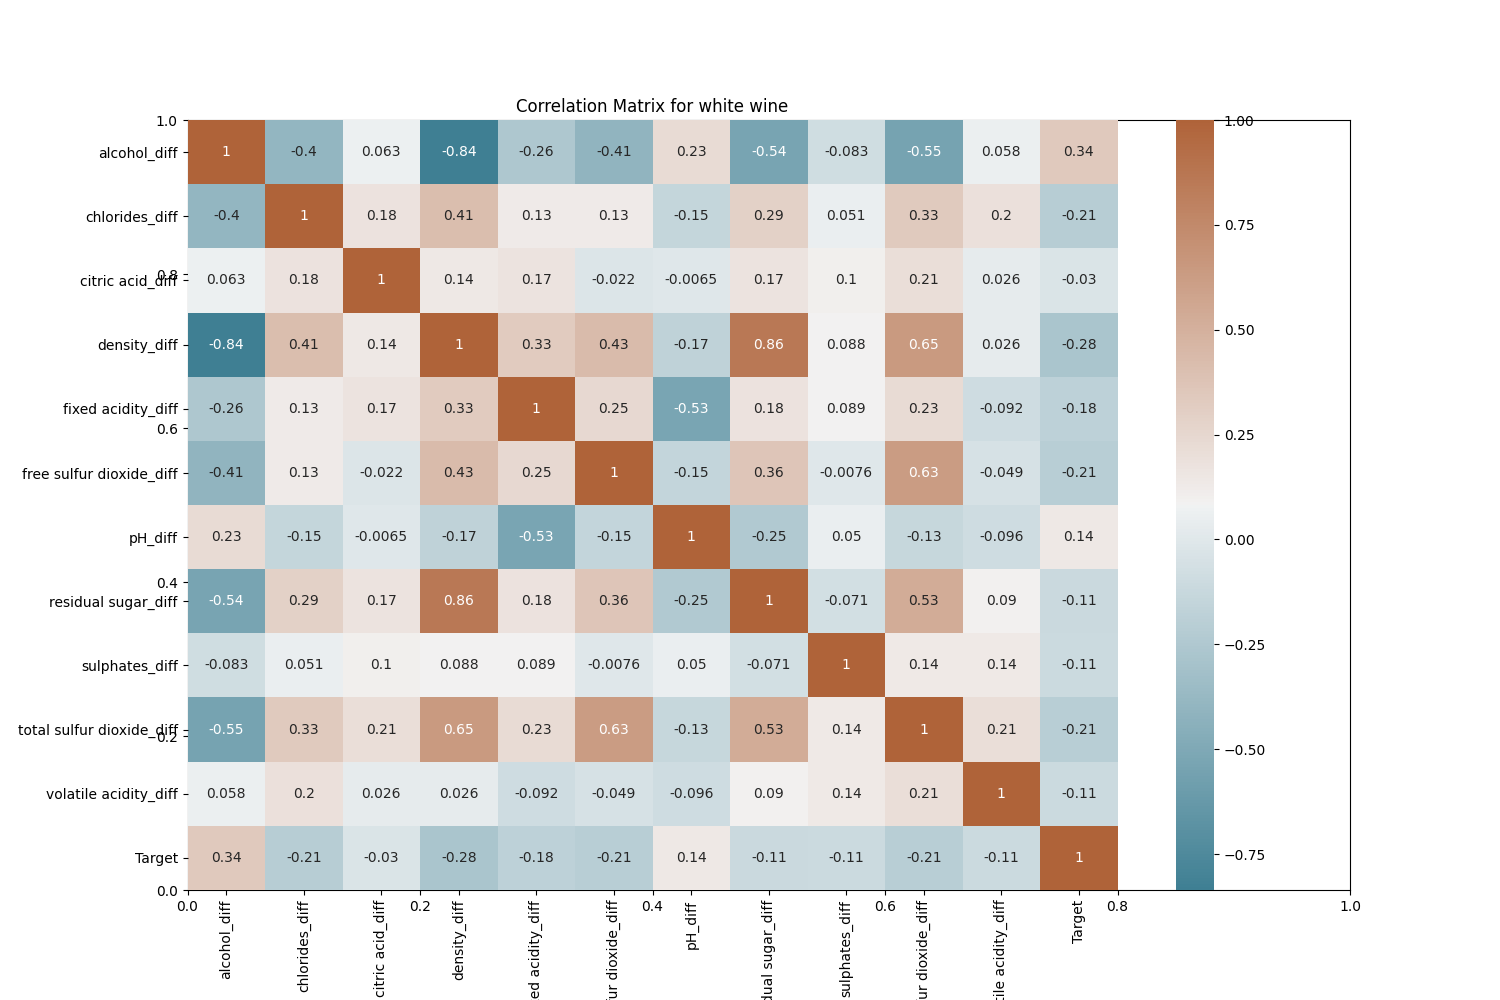 Correlation Matrix for white wine
1.0
1.00
alcohol_diff 1 -0.4 0.063 -0.84 -0.26 -0.41 0.23 -0.54 -0.083 -0.55 0.058 0.34
chlorides_diff -0.4 1 0.18 0.41 0.13 0.13 -0.15 0.29 0.051 0.33 0.2 -0.21
0.75
0.8
citric acid_diff 0.063 0.18 1 0.14 0.17 -0.022 -0.0065 0.17 0.1 0.21 0.026 -0.03
0.50
density_diff -0.84 0.41 0.14 1 0.33 0.43 -0.17 0.86 0.088 0.65 0.026 -0.28
fixed acidity_diff -0.26 0.13 0.17 0.33 1 0.25 -0.53 0.18 0.089 0.23 -0.092 -0.18
0.6
0.25
free sulfur dioxide_diff -0.41 0.13 -0.022 0.43 0.25 1 -0.15 0.36 -0.0076 0.63 -0.049 -0.21
pH_diff 0.23 -0.15 -0.0065 -0.17 -0.53 -0.15 1 -0.25 0.05 -0.13 -0.096 0.14
0.00
0.4
residual sugar_diff -0.54 0.29 0.17 0.86 0.18 0.36 -0.25 1 -0.071 0.53 0.09 -0.11
−0.25
sulphates_diff -0.083 0.051 0.1 0.088 0.089 -0.0076 0.05 -0.071 1 0.14 0.14 -0.11
total sulfur dioxide_diff -0.55 0.33 0.21 0.65 0.23 0.63 -0.13 0.53 0.14 1 0.21 -0.21
0.2
−0.50
volatile acidity_diff 0.058 0.2 0.026 0.026 -0.092 -0.049 -0.096 0.09 0.14 0.21 1 -0.11
Target 0.34 -0.21 -0.03 -0.28 -0.18 -0.21 0.14 -0.11 -0.11 -0.21 -0.11 1
−0.75
0.0
0.0 0.2 0.4 0.6 0.8 1.0
alcohol_diff
chlorides_diff
citric acid_diff
density_diff
ed acidity_diff
fur dioxide_diff
pH_diff
dual sugar_diff
sulphates_diff
fur dioxide_diff
tile acidity_diff
Target